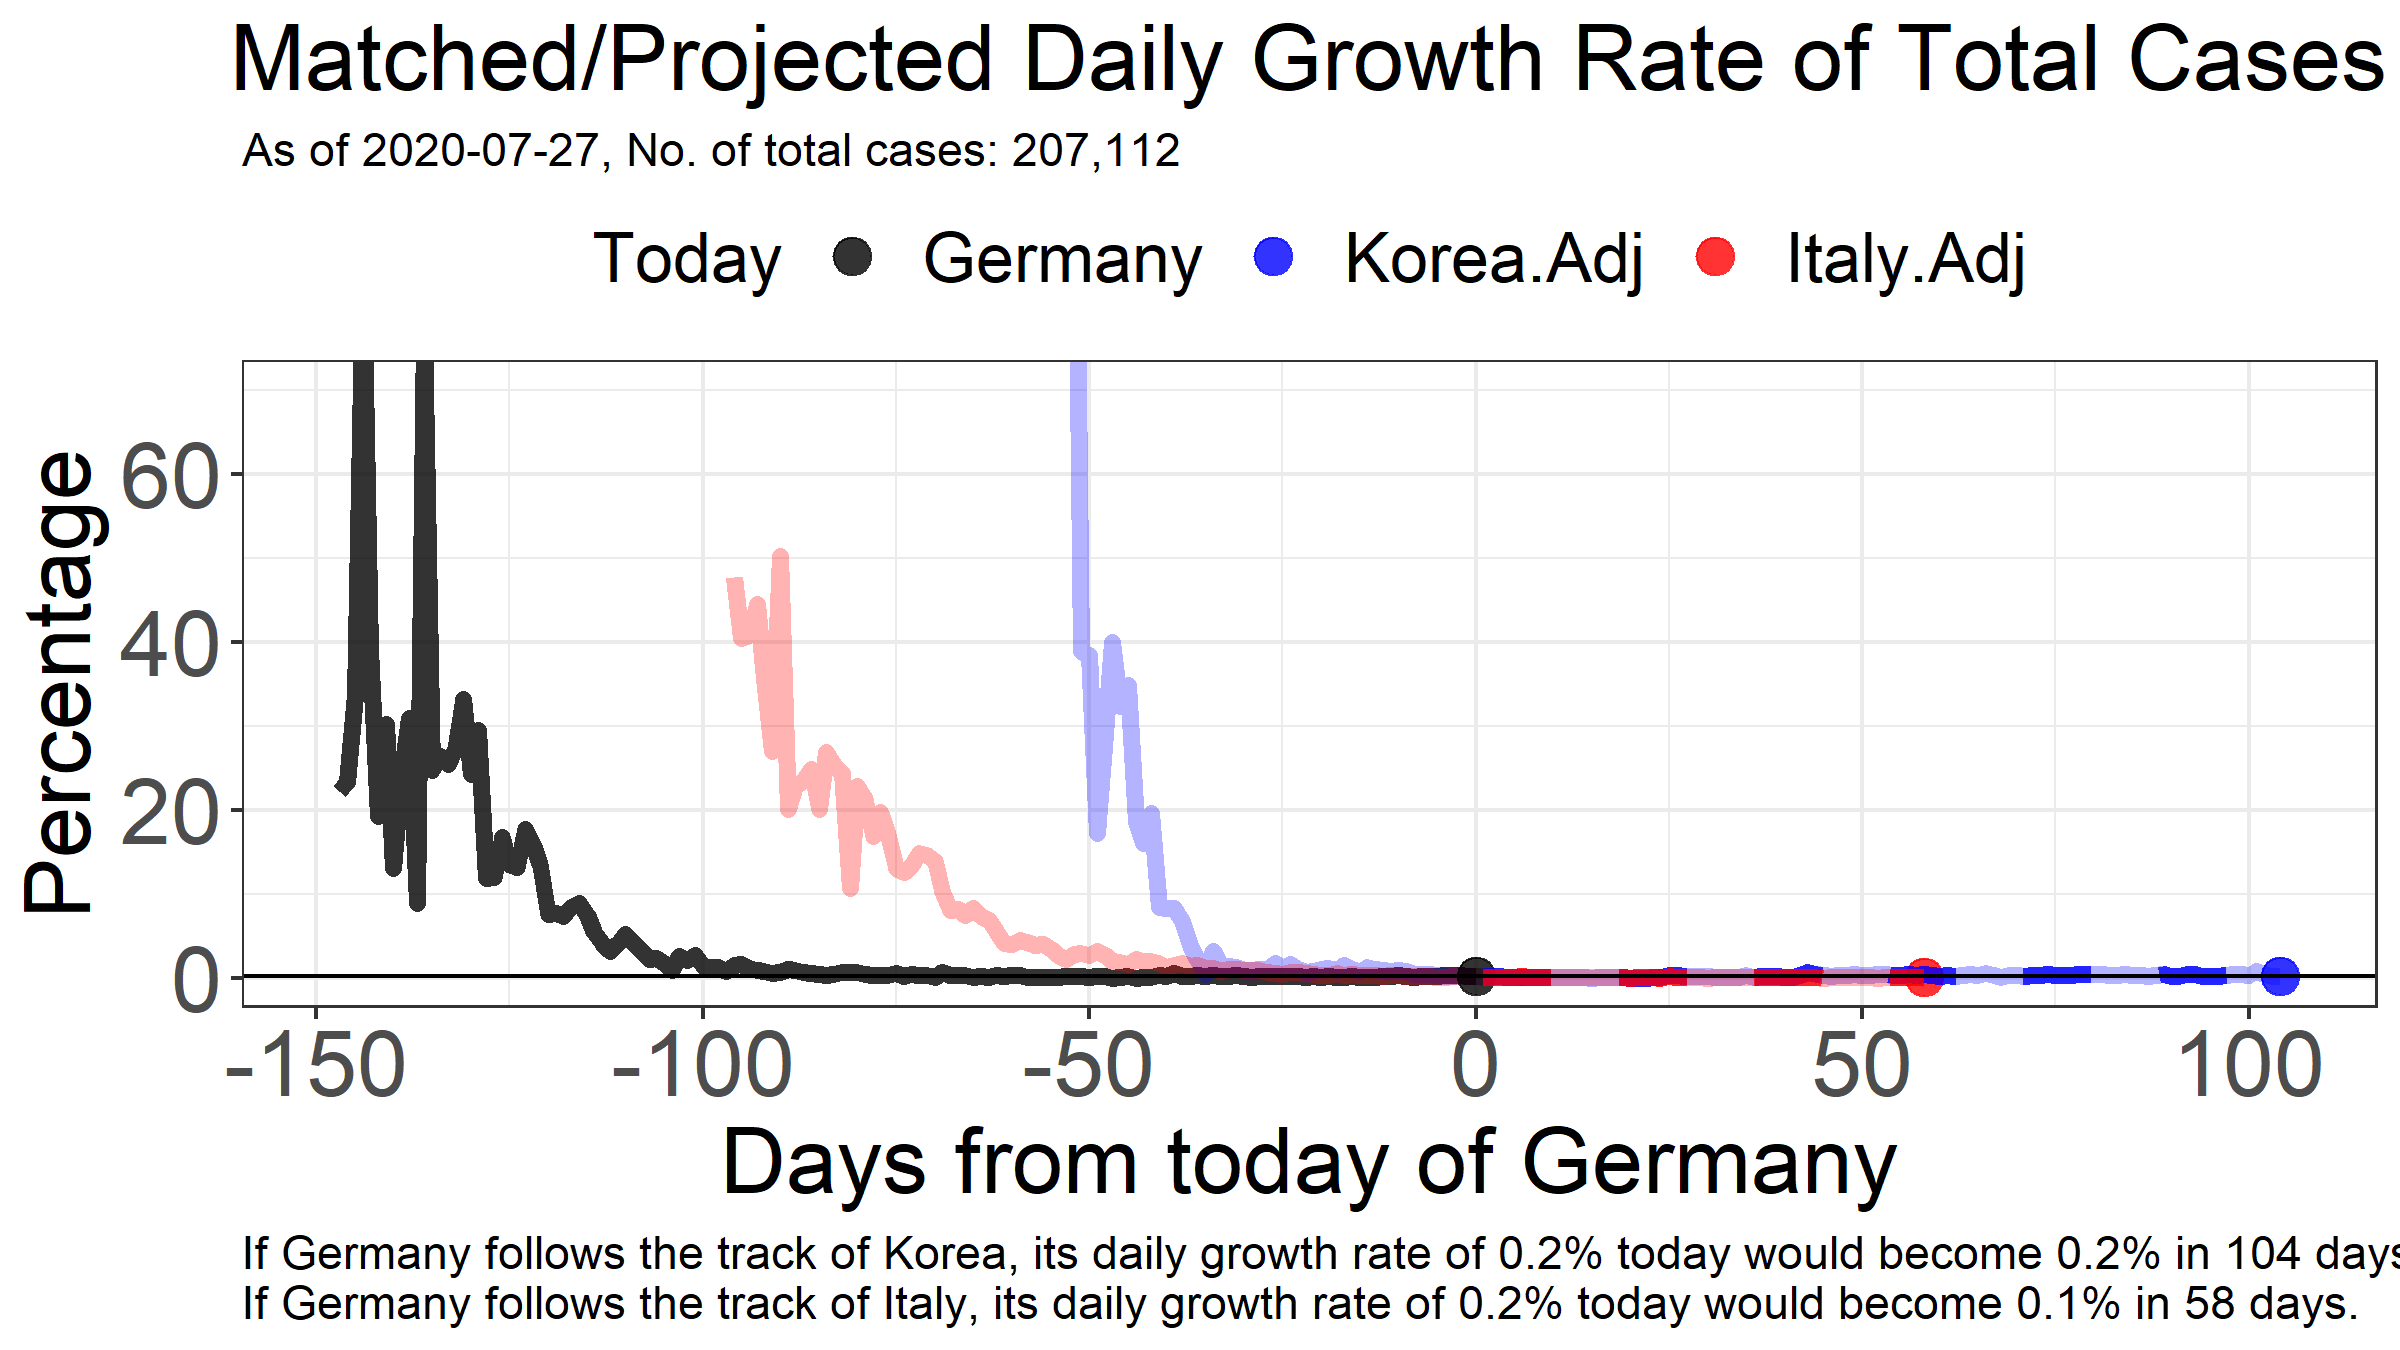 Matched/Projected Daily Growth Rate of Total Cases
As of 2020-07-27, No. of total cases: 207,112
Today Germany Korea.Adj Italy.Adj
Percentage
60
40
20
0
-150 -100 -50 0 50 100
Days from today of Germany
If Germany follows the track of Korea, its daily growth rate of 0.2% today would become 0.2% in 104 days
If Germany follows the track of Italy, its daily growth rate of 0.2% today would become 0.1% in 58 days.